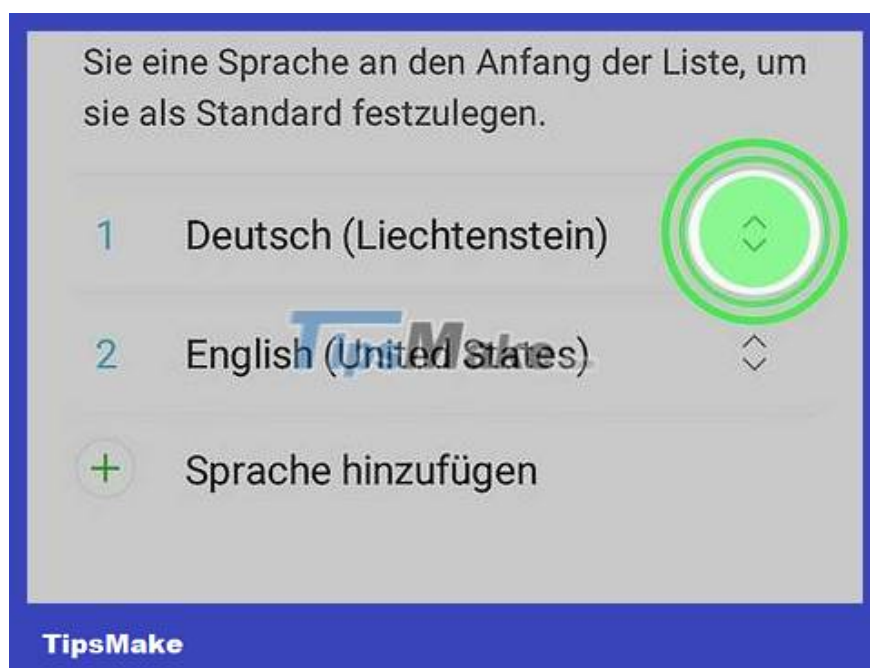 Sie eine Sprache an den Anfang der Liste, um
sie als Standard festzulegen.
1 Deutsch (Liechtenstein)
2 English (United States)
TipsMake
+ Sprache hinzufügen
TipsMake